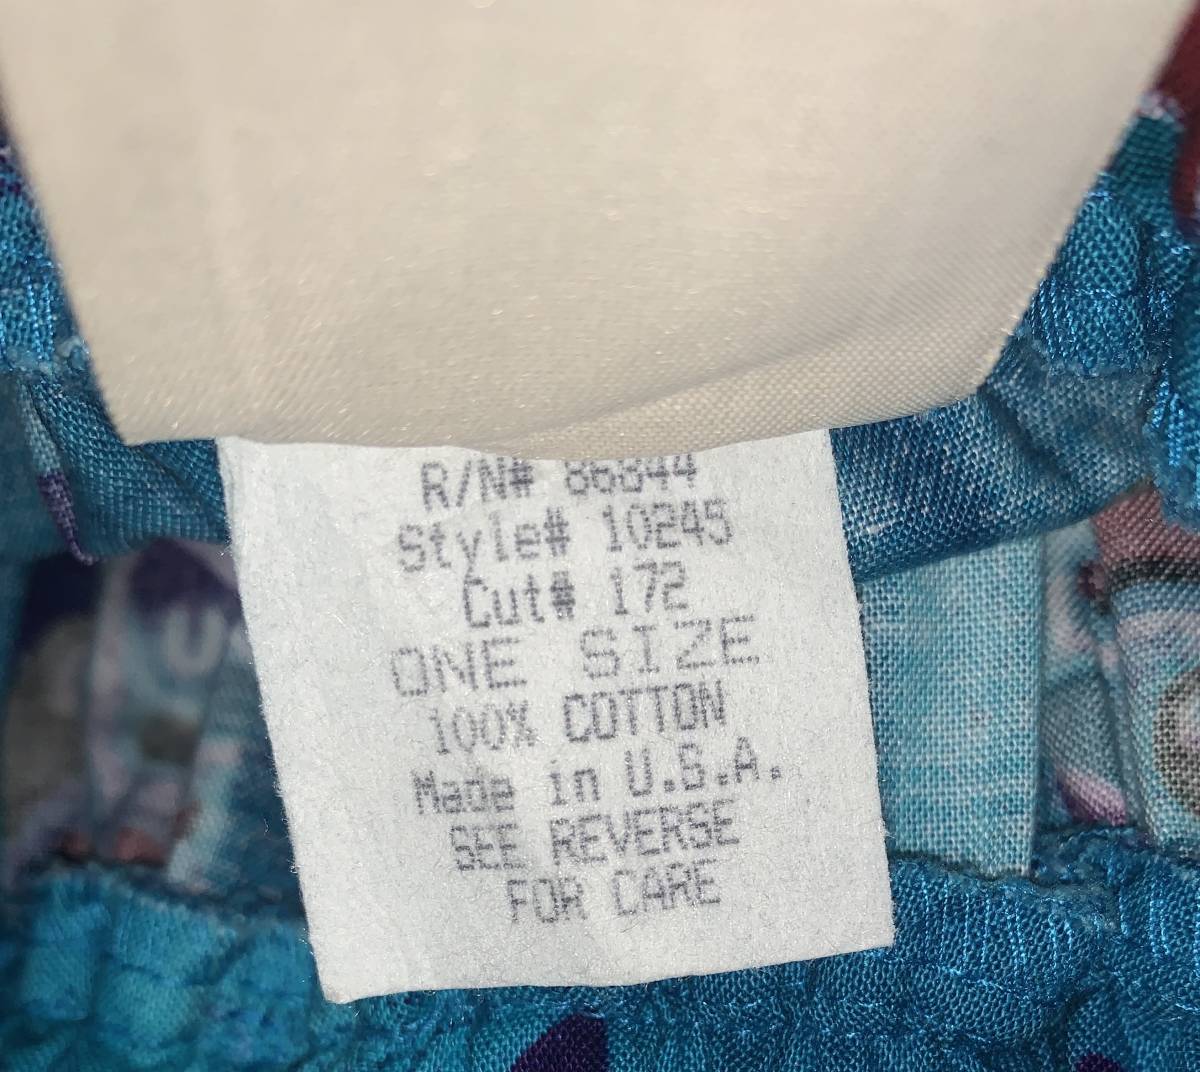 R/N# 86844
Style# 10245
Cut# 172
ONE SIZE
100% COTTON
Made in U.S.A.
SEE REVERSE
FOR CARE